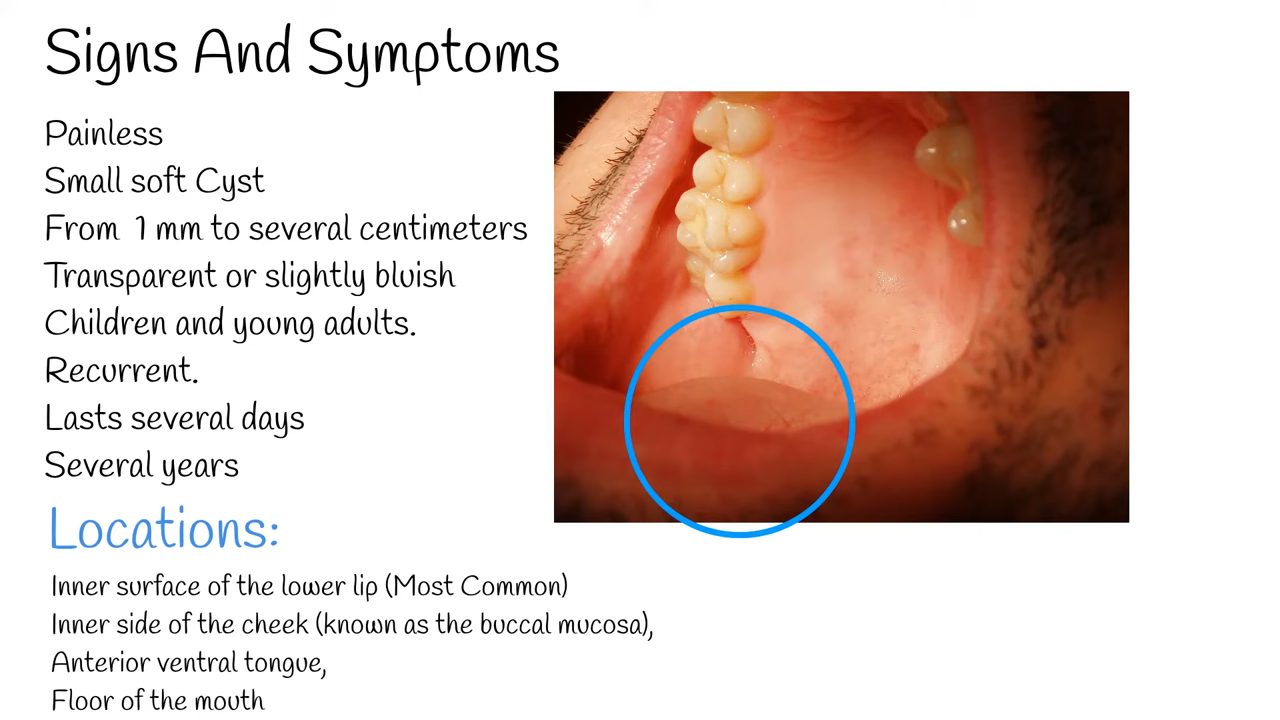 Signs And Symptoms
Painless
Small soft Cyst
From 1 mm to several centimeters
Transparent or slightly bluish
Children and young adults.
Recurrent.
Lasts several days
Several years
Locations:
Inner surface of the lower lip (Most Common)
Inner side of the cheek (known as the buccal mucosa),
Anterior ventral tongue,
Floor of the mouth